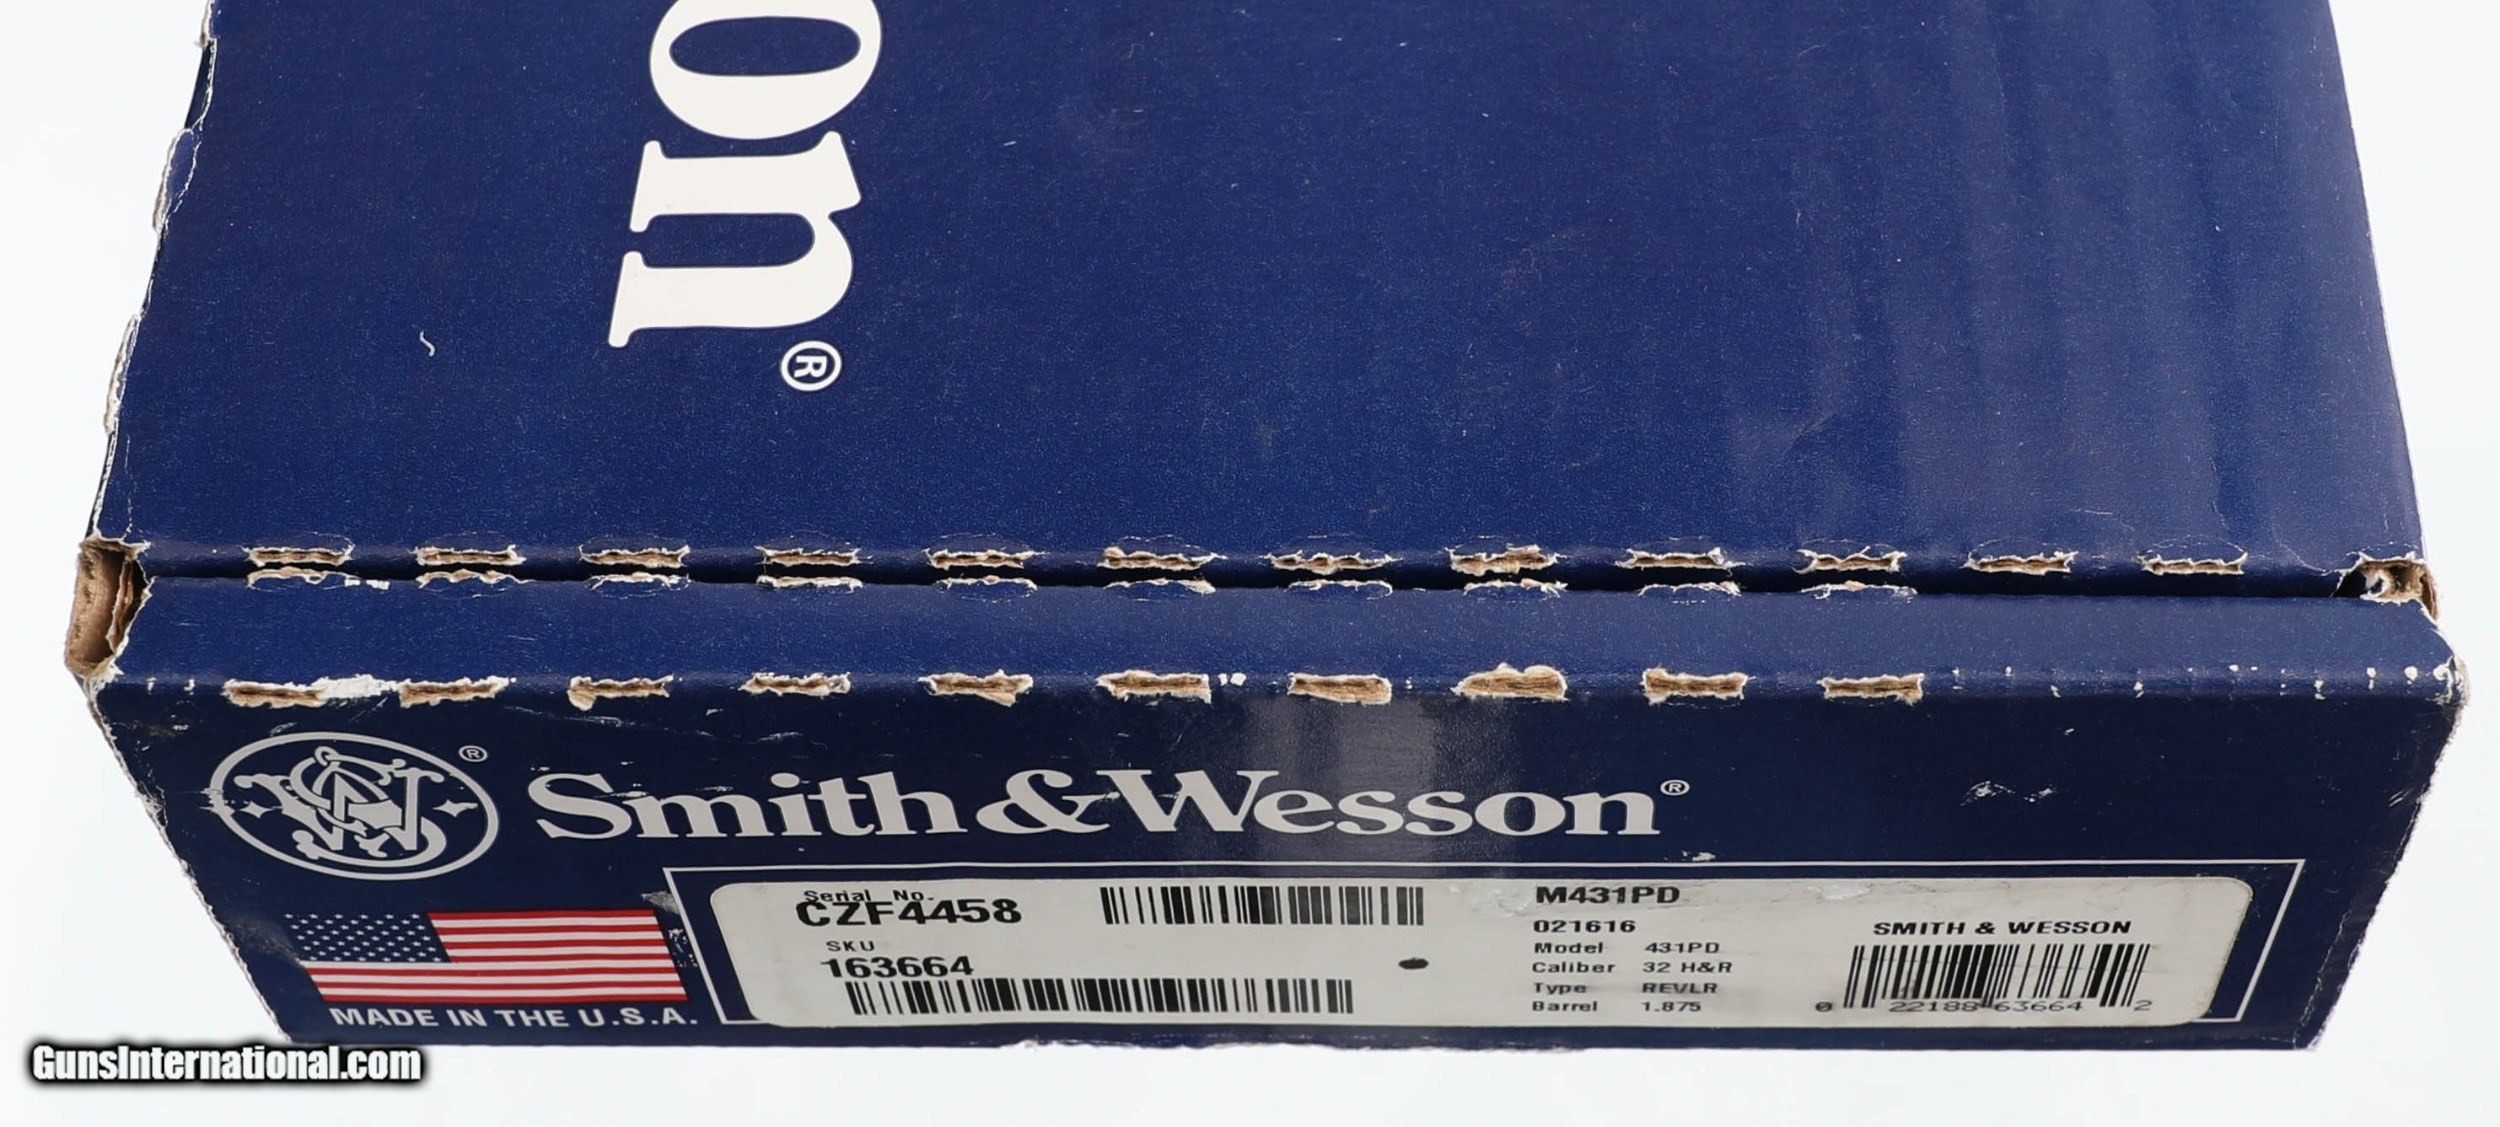 on®
Smith&Wesson®
Serial No.
CZF4458
SKU
163664
M431PD
021616
Model 431PD
Caliber 32 H&R
Type REVLR
Barrel 1.875
SMITH & WESSON
0 22188 63664 2
MADE IN THE U.S.A.
GunsInternational.com